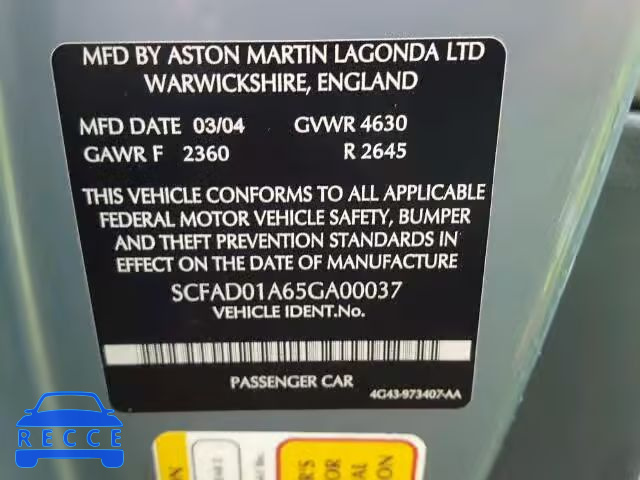 MFD BY ASTON MARTIN LAGONDA LTD
WARWICKSHIRE, ENGLAND
MFD DATE 03/04 GVWR 4630
GAWR F 2360 R 2645
THIS VEHICLE CONFORMS TO ALL APPLICABLE
FEDERAL MOTOR VEHICLE SAFETY, BUMPER
AND THEFT PREVENTION STANDARDS IN
EFFECT ON THE DATE OF MANUFACTURE
SCFAD01A65GA00037
VEHICLE IDENT.No.
PASSENGER CAR
4G43-973407-AA
RECCE